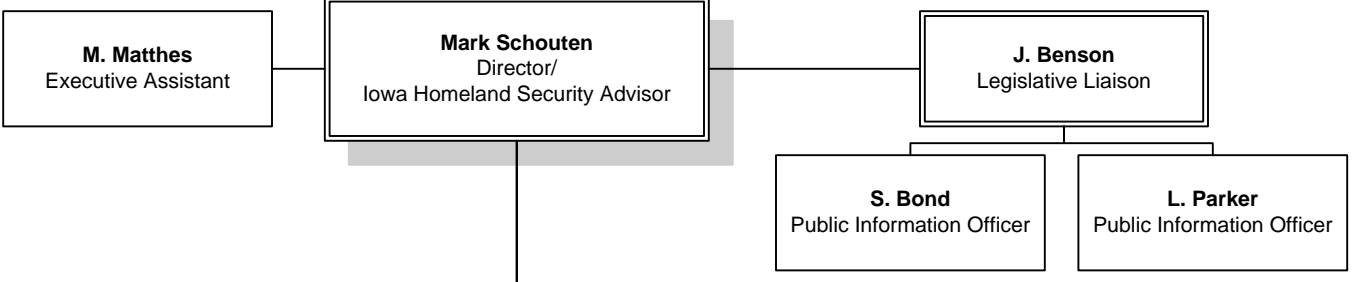 M. Matthes
Executive Assistant
Mark Schouten
Director/
Iowa Homeland Security Advisor
J. Benson
Legislative Liaison
S. Bond
Public Information Officer
L. Parker
Public Information Officer